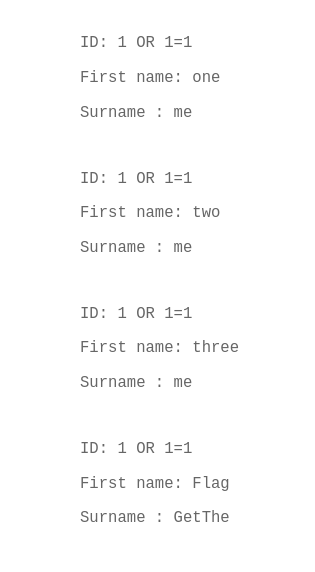 ID: 1 OR 1=1
First name: one
Surname : me
ID: 1 OR 1=1
First name: two
Surname : me
ID: 1 OR 1=1
First name: three
Surname : me
ID: 1 OR 1=1
First name: Flag
Surname : GetThe